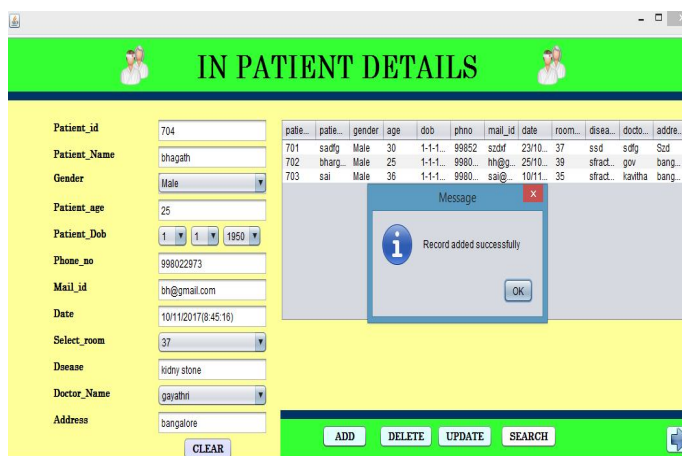 IN PATIENT DETAILS
Patient_id 704
Patient_Name bhagath
Gender Male
Patient_age 25
Patient_Dob 1 1 1950
Phone_no 998022973
Mail_id bh@gmail.com
Date 10/11/2017(8:45:16)
Select_room 37
Dsease kidny stone
Doctor_Name gayathri
Address bangalore
CLEAR
patie... patie... gender age dob phno mail_id date room... disea... docto... addre...
701 sadfg Male 30 1-1-1... 99852 szdxf 23/10... 37 ssd sdfg Szd
702 bharg... Male 25 1-1-1... 9980... hh@g... 25/10... 39 sfract... gov bang...
703 sai Male 36 1-1-1... 9980... sai@... 10/11... 35 sfract... kavitha bang...
Message
Record added successfully
OK
ADD DELETE UPDATE SEARCH